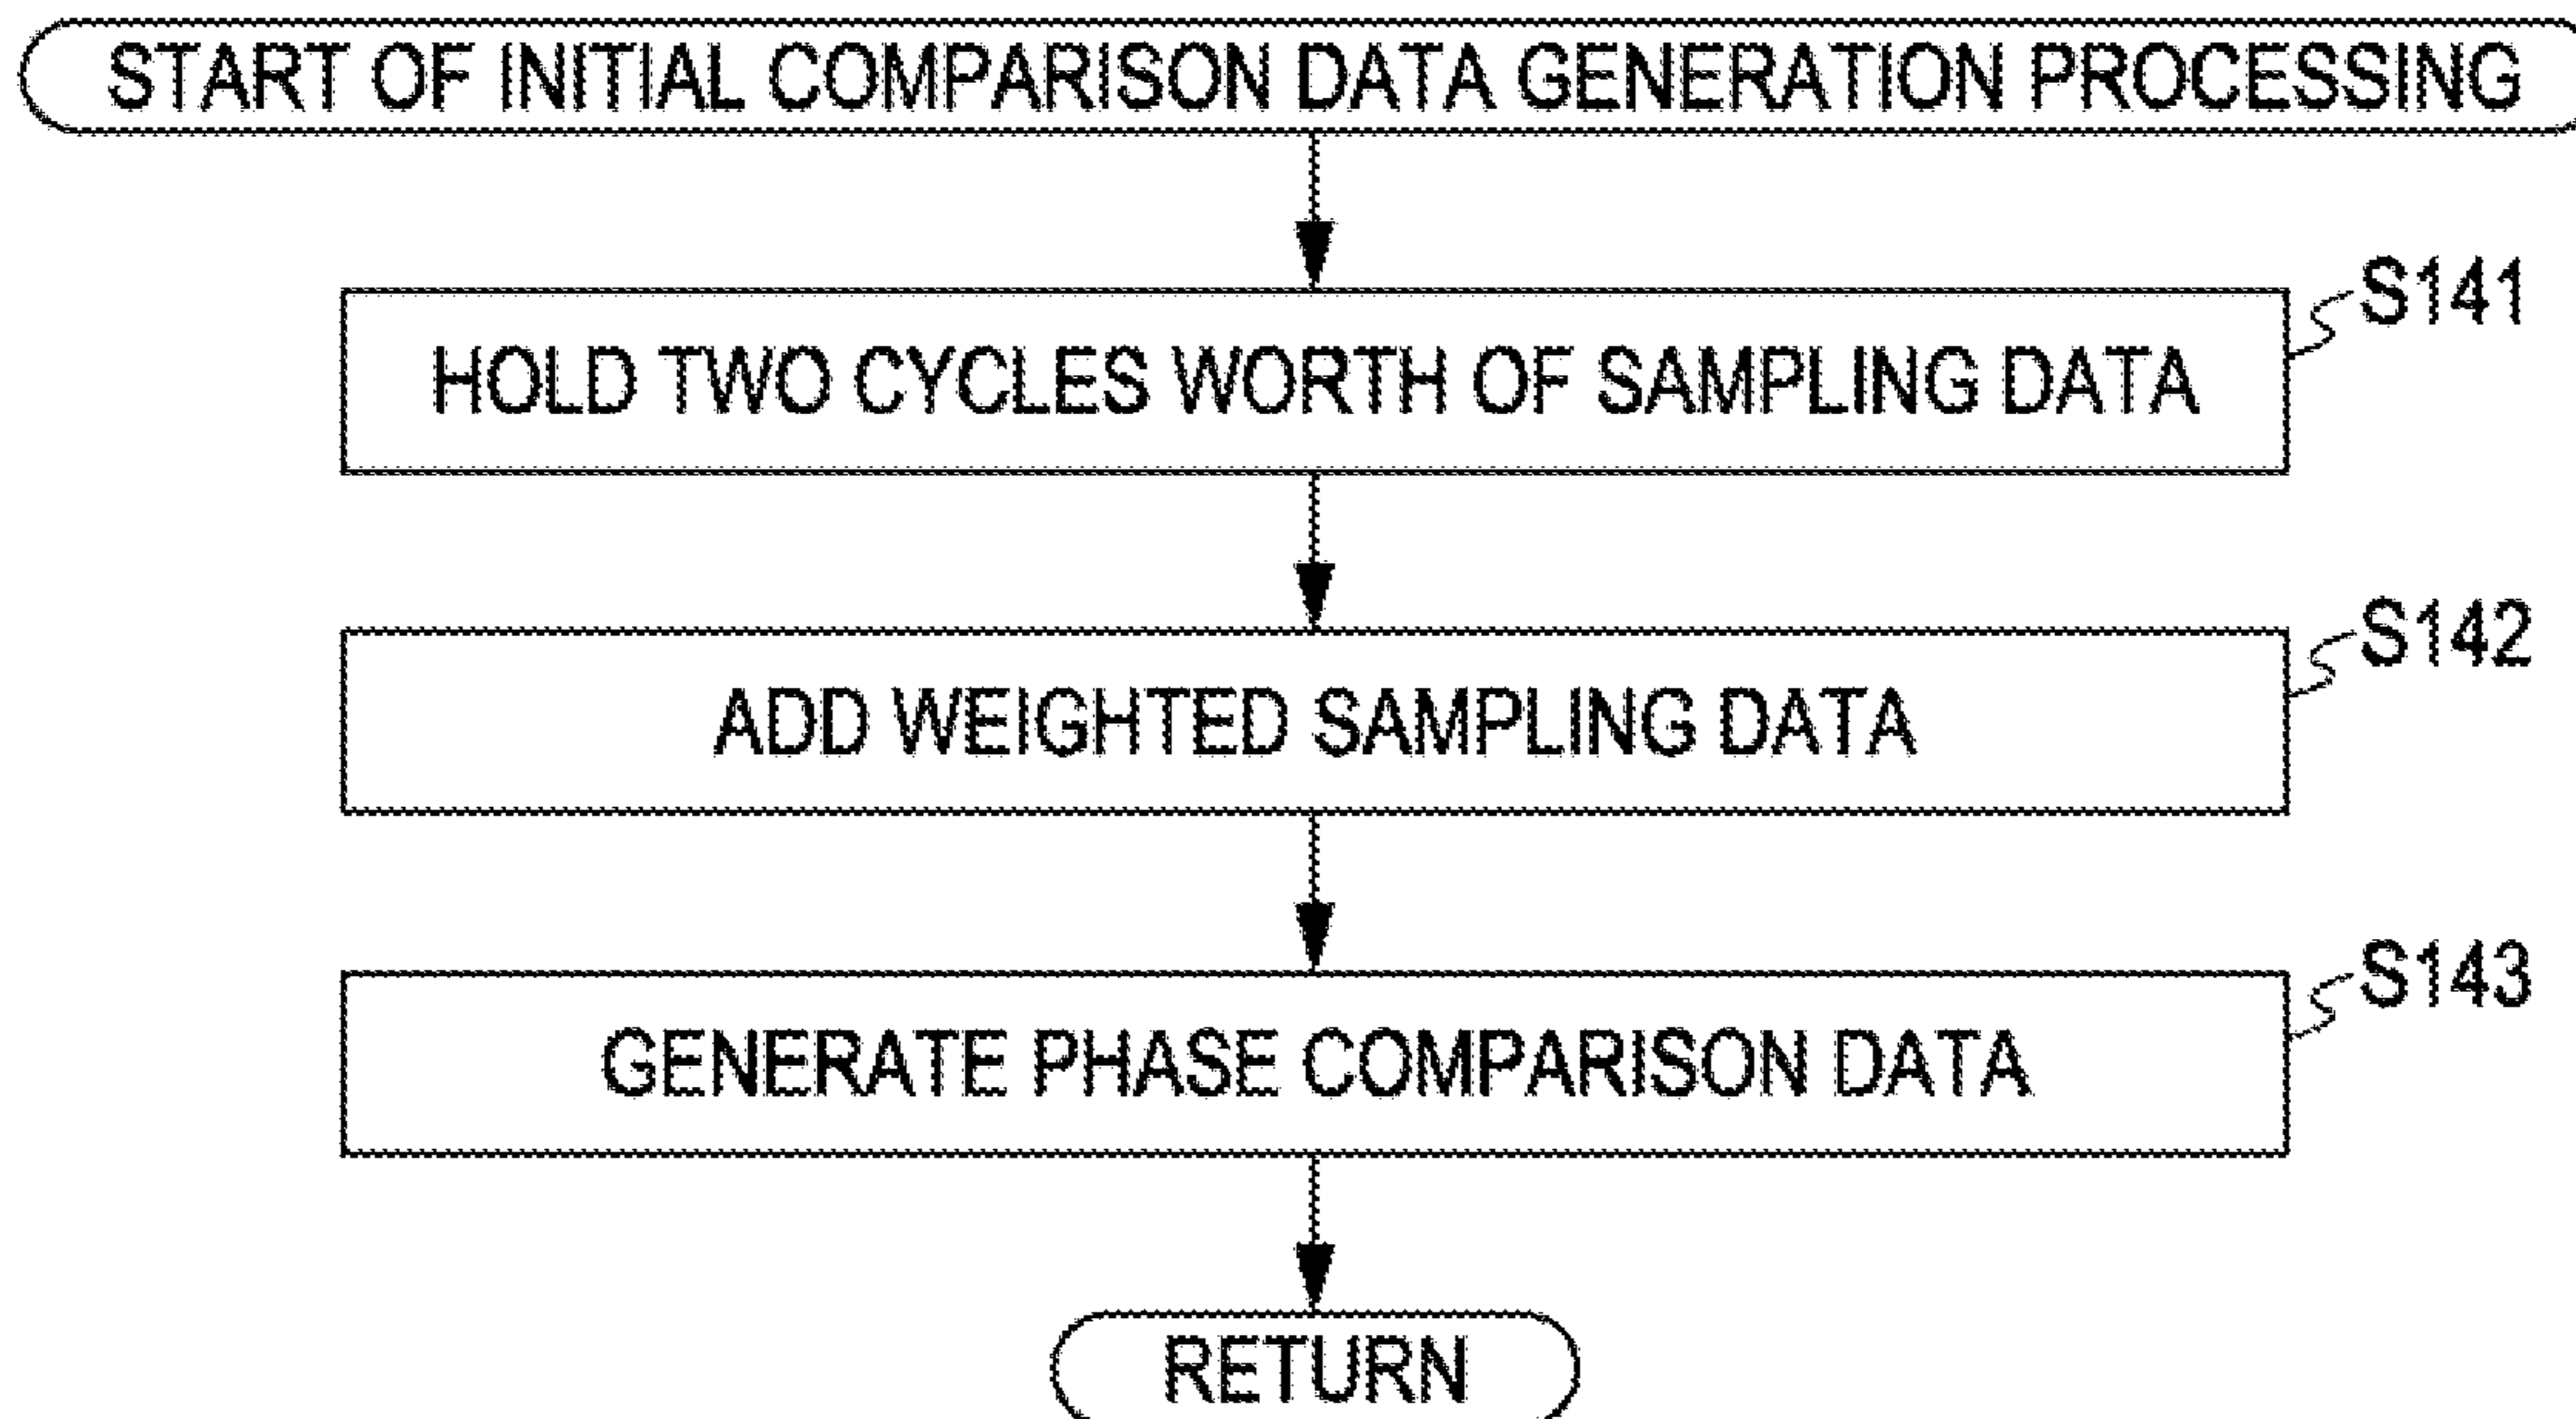 START OF INITIAL COMPARISON DATA GENERATION PROCESSING
S141
HOLD TWO CYCLES WORTH OF SAMPLING DATA
S142
ADD WEIGHTED SAMPLING DATA
S143
GENERATE PHASE COMPARISON DATA
RETURN